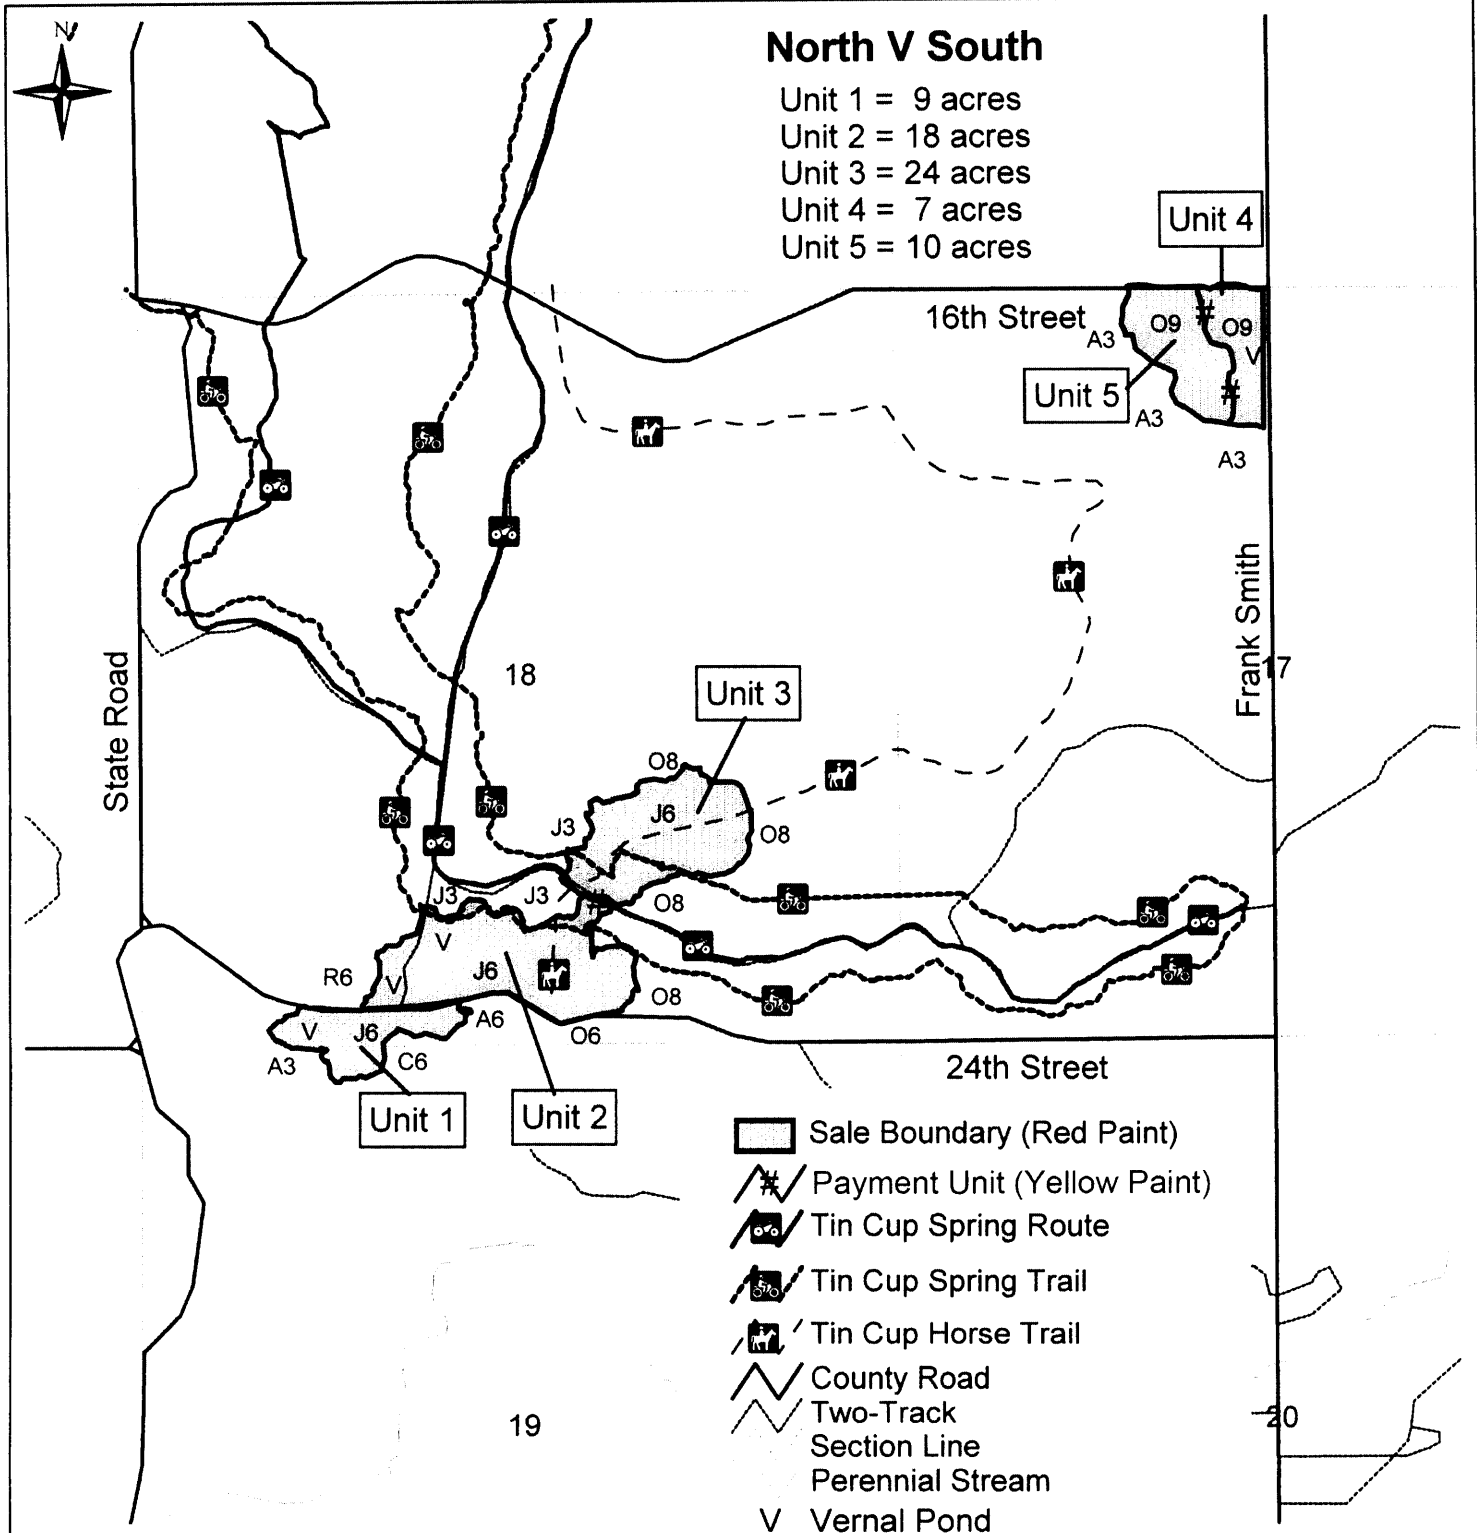 N
North V South
Unit 1 = 9 acres
Unit 2 = 18 acres
Unit 3 = 24 acres
Unit 4 = 7 acres
Unit 5 = 10 acres
Unit 4
16th Street
A3
O9
#
O9
V
Unit 5
#
A3
A3
Frank Smith
State Road
18
17
Unit 3
O8
J6
J3
O8
J3
J3
#
O8
V
R6
V
J6
O8
V
J6
A6
O6
A3
C6
24th Street
Unit 1
Unit 2
Sale Boundary (Red Paint)
# Payment Unit (Yellow Paint)
Tin Cup Spring Route
Tin Cup Spring Trail
Tin Cup Horse Trail
County Road
Two-Track
Section Line
Perennial Stream
V Vernal Pond
19
20